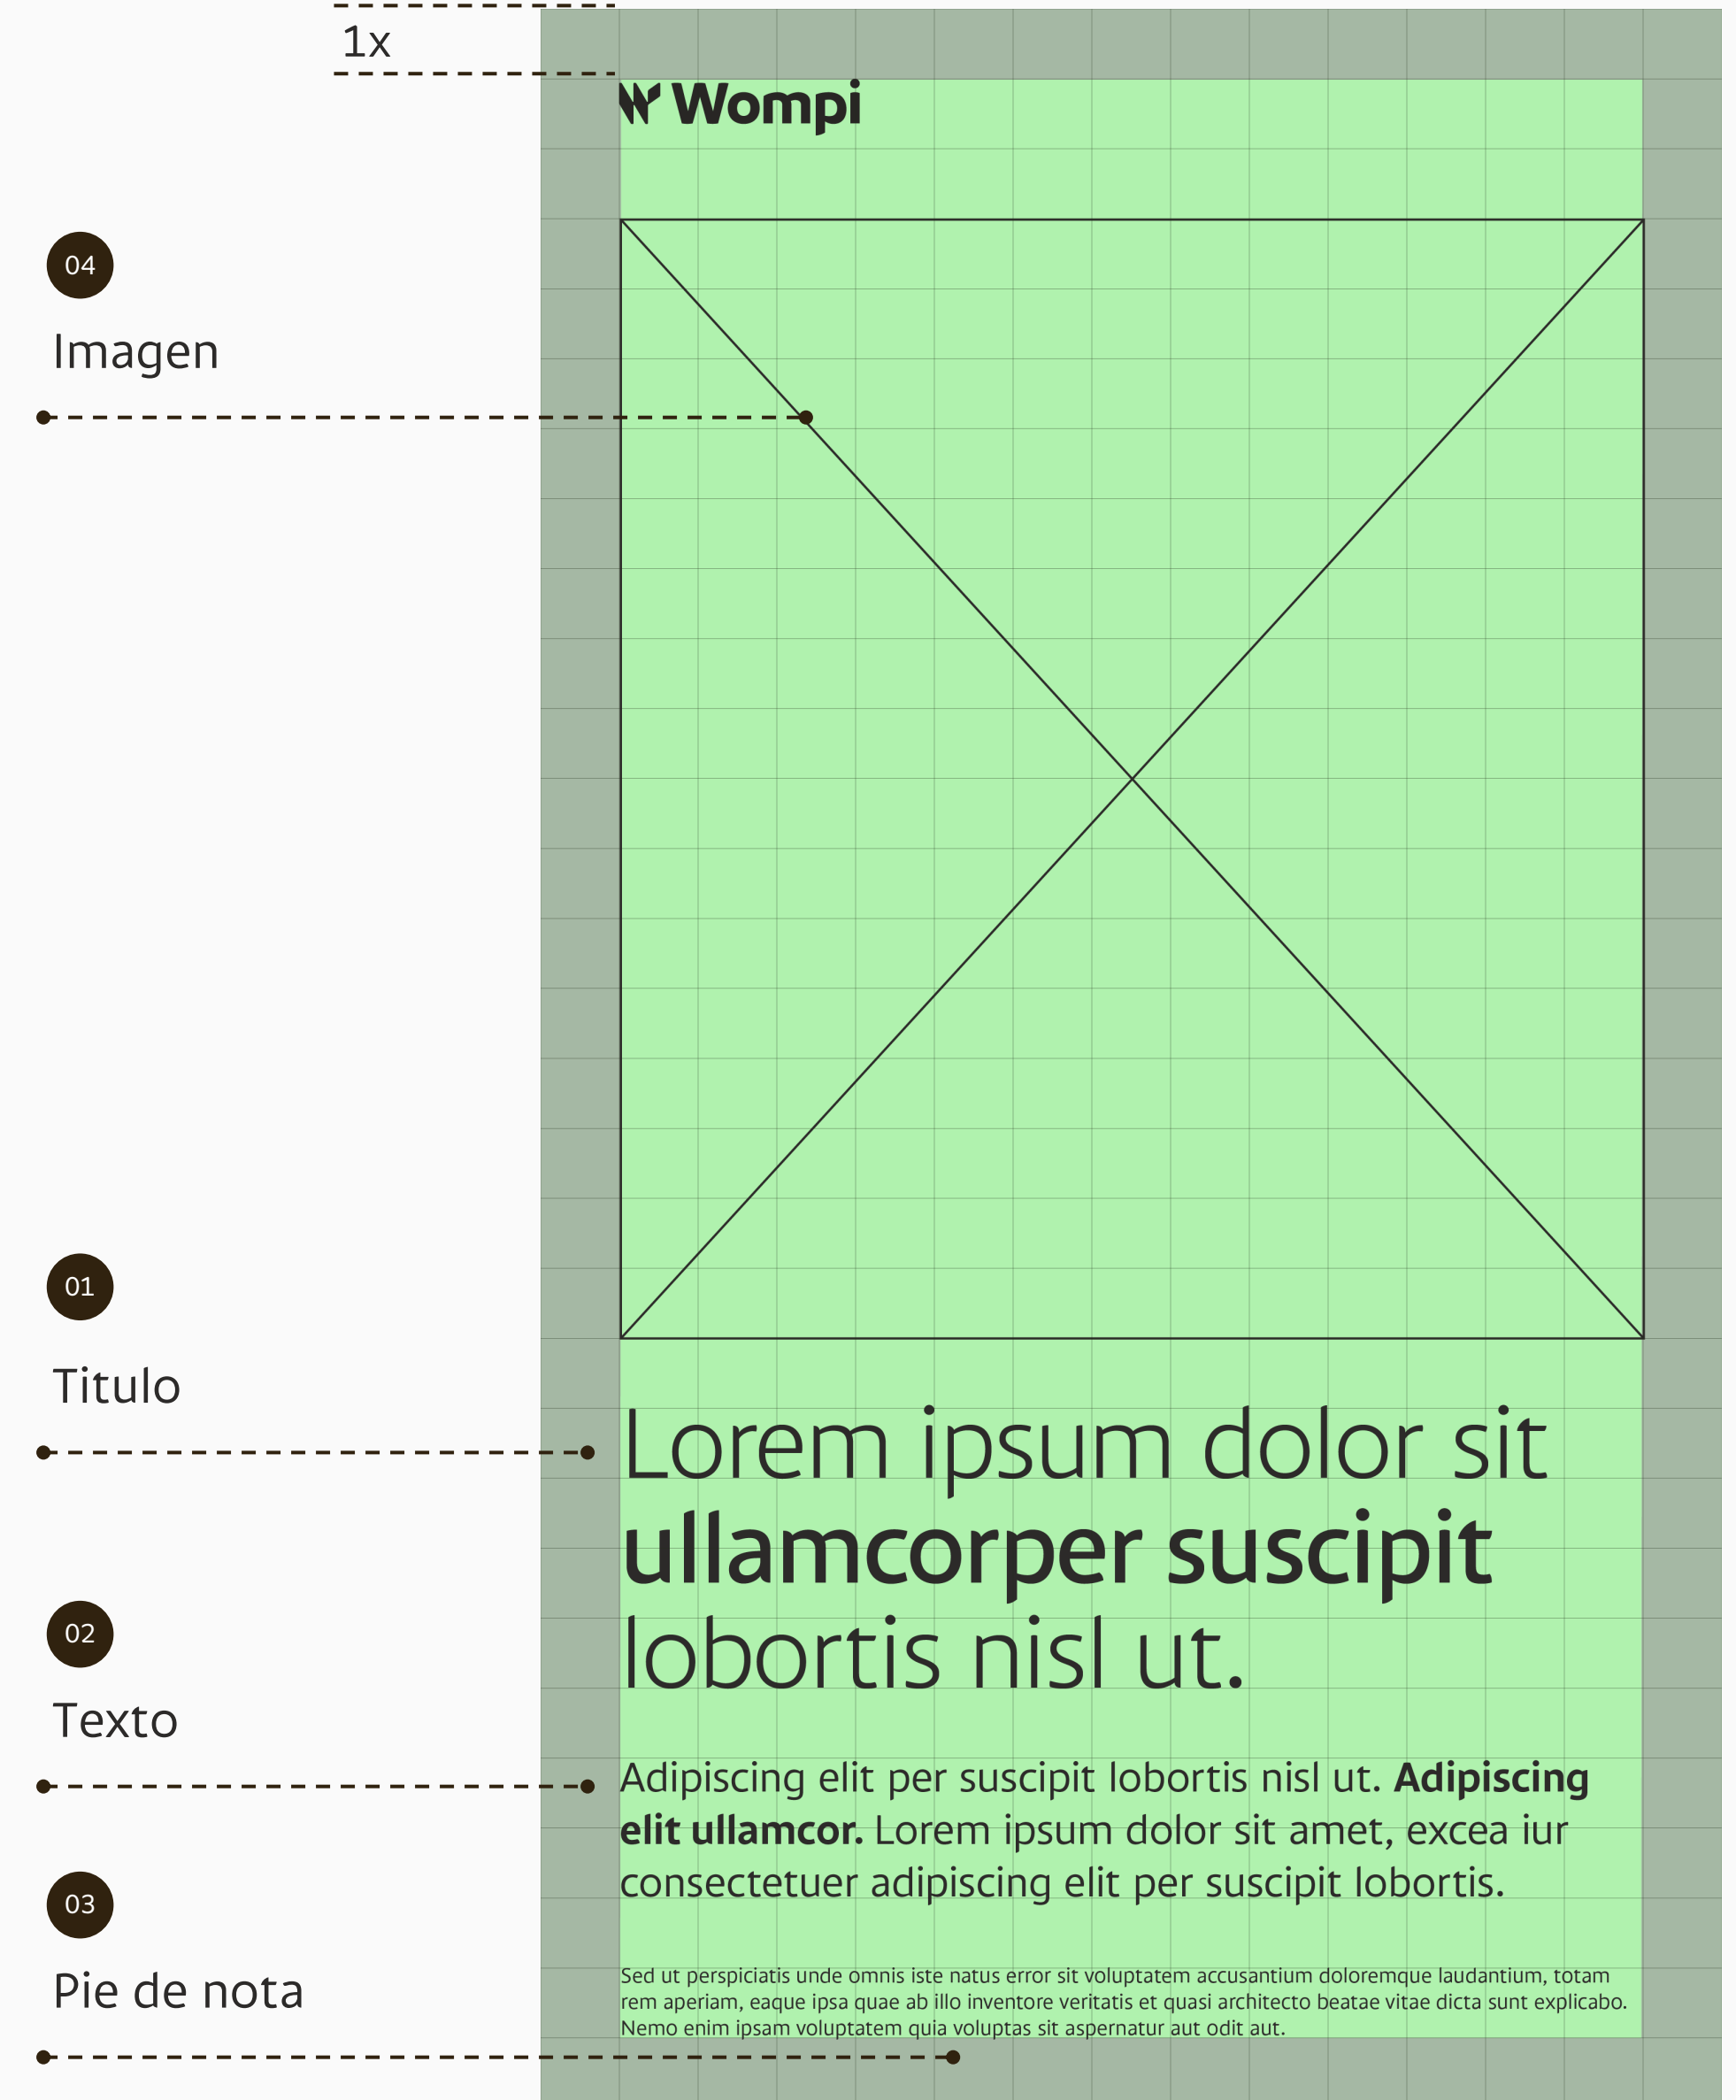 1x
Wompi
04
Imagen
01
Titulo
Lorem ipsum dolor sit
ullamcorper suscipit
lobortis nisl ut.
02
Texto
Adipiscing elit per suscipit lobortis nisl ut. Adipiscing
elit ullamcor. Lorem ipsum dolor sit amet, excea iur
consectetuer adipiscing elit per suscipit lobortis.
03
Pie de nota
Sed ut perspiciatis unde omnis iste natus error sit voluptatem accusantium doloremque laudantium, totam
rem aperiam, eaque ipsa quae ab illo inventore veritatis et quasi architecto beatae vitae dicta sunt explicabo.
Nemo enim ipsam voluptatem quia voluptas sit aspernatur aut odit aut.